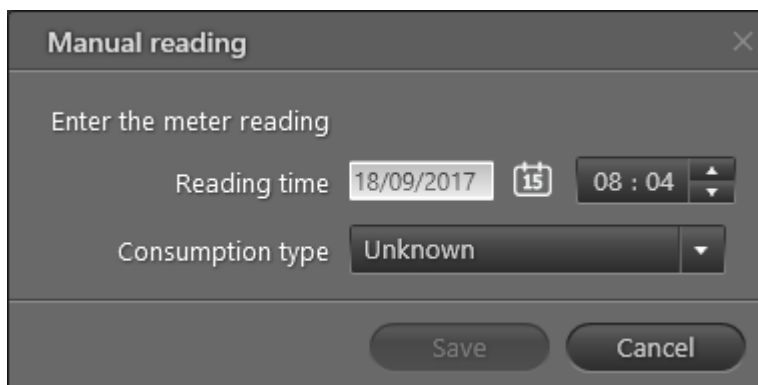 Manual reading
Enter the meter reading
Reading time 18/09/2017 15 08 : 04
Consumption type Unknown
Save Cancel